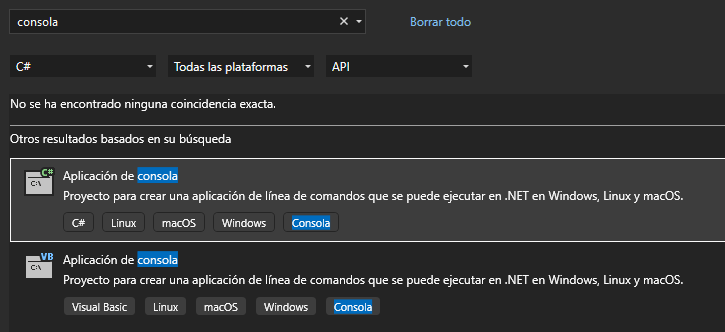 consola
Borrar todo
C#
Todas las plataformas
API
No se ha encontrado ninguna coincidencia exacta.
Otros resultados basados en su búsqueda
C#
C:\
Aplicación de consola
Proyecto para crear una aplicación de línea de comandos que se puede ejecutar en .NET en Windows, Linux y macOS.
C# Linux macOS Windows Consola
VB
C:\
Aplicación de consola
Proyecto para crear una aplicación de línea de comandos que se puede ejecutar en .NET en Windows, Linux y macOS.
Visual Basic Linux macOS Windows Consola